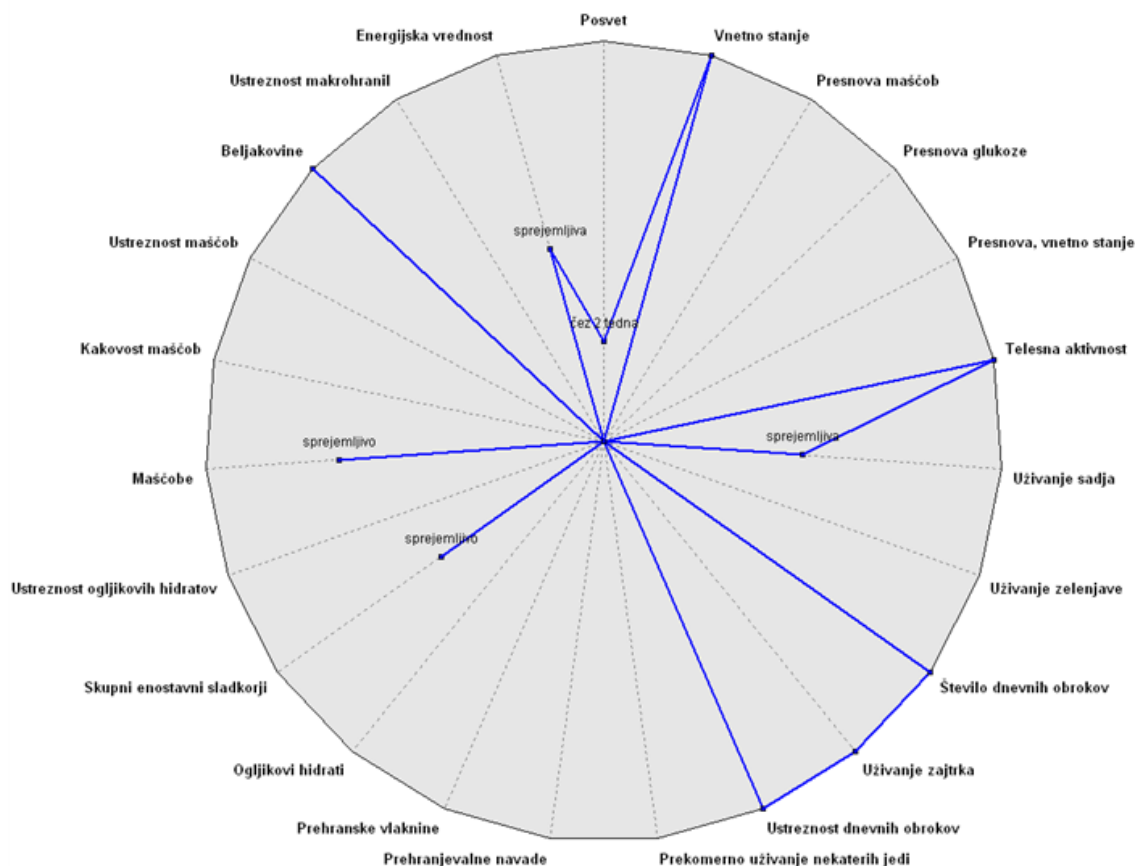 Posvet
Vnetno stanje
Presnova maščob
Presnova glukoze
Presnova, vnetno stanje
Telesna aktivnost
Uživanje sadja
Uživanje zelenjave
Število dnevnih obrokov
Uživanje zajtrka
Ustreznost dnevnih obrokov
Prekomerno uživanje nekaterih jedi
Prehranjevalne navade
Prehranske vlaknine
Ogljikovi hidrati
Skupni enostavni sladkorji
Ustreznost ogljikovih hidratov
Maščobe
Kakovost maščob
Ustreznost maščob
Beljakovine
Ustreznost makrohranil
Energijska vrednost
sprejemljiva
čez 2 tedna
sprejemljiva
sprejemljivo
sprejemljivo